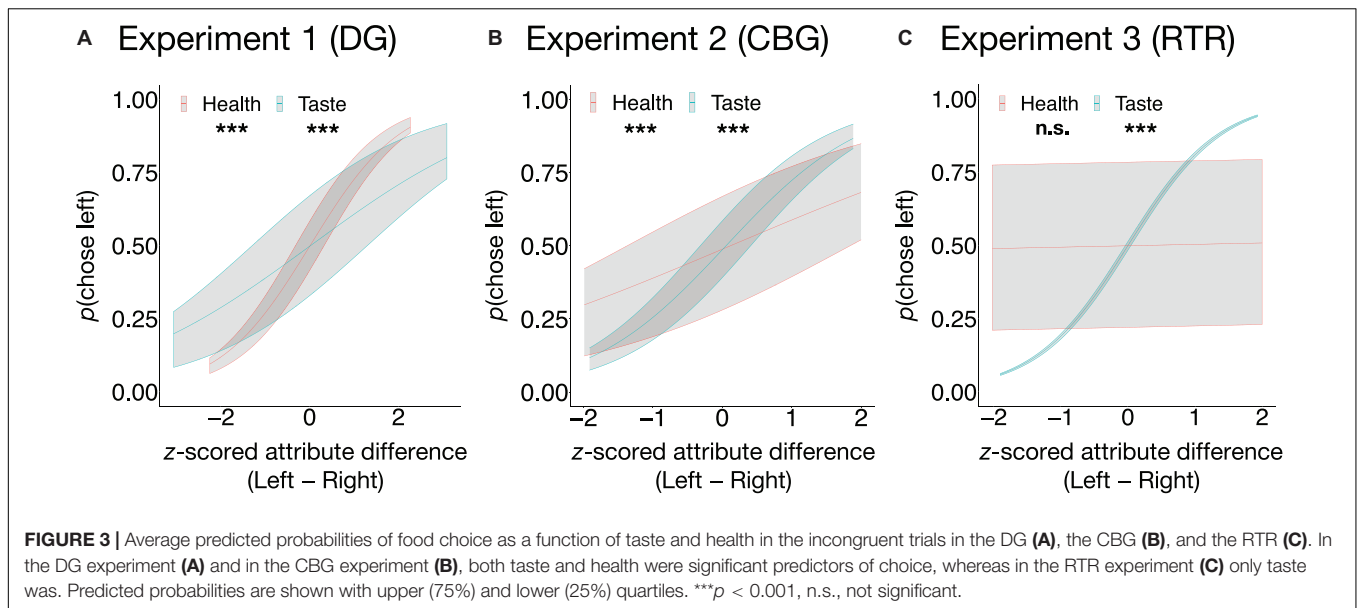 A Experiment 1 (DG)
B Experiment 2 (CBG)
C Experiment 3 (RTR)
p(chose left)
1.00
0.75
0.50
0.25
0.00
Health Taste
*** ***
−2 0 2
z-scored attribute difference
(Left – Right)
p(chose left)
1.00
0.75
0.50
0.25
0.00
Health Taste
*** ***
−2 −1 0 1 2
z-scored attribute difference
(Left – Right)
p(chose left)
1.00
0.75
0.50
0.25
0.00
Health Taste
n.s. ***
−2 −1 0 1 2
z-scored attribute difference
(Left – Right)
FIGURE 3 | Average predicted probabilities of food choice as a function of taste and health in the incongruent trials in the DG (A), the CBG (B), and the RTR (C). In
the DG experiment (A) and in the CBG experiment (B), both taste and health were significant predictors of choice, whereas in the RTR experiment (C) only taste
was. Predicted probabilities are shown with upper (75%) and lower (25%) quartiles. ***p < 0.001, n.s., not significant.